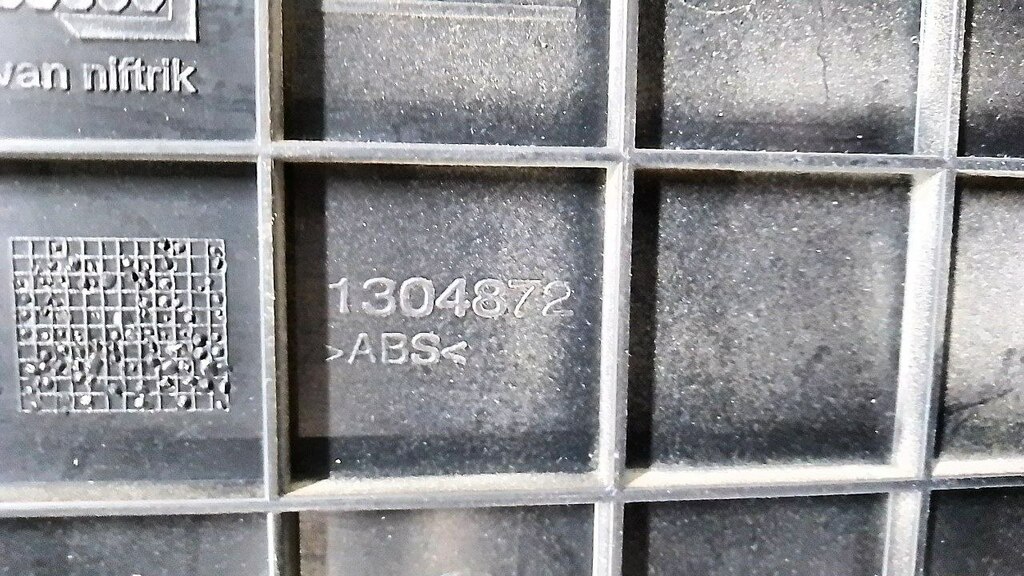 van niftrik
1304872
>ABS<